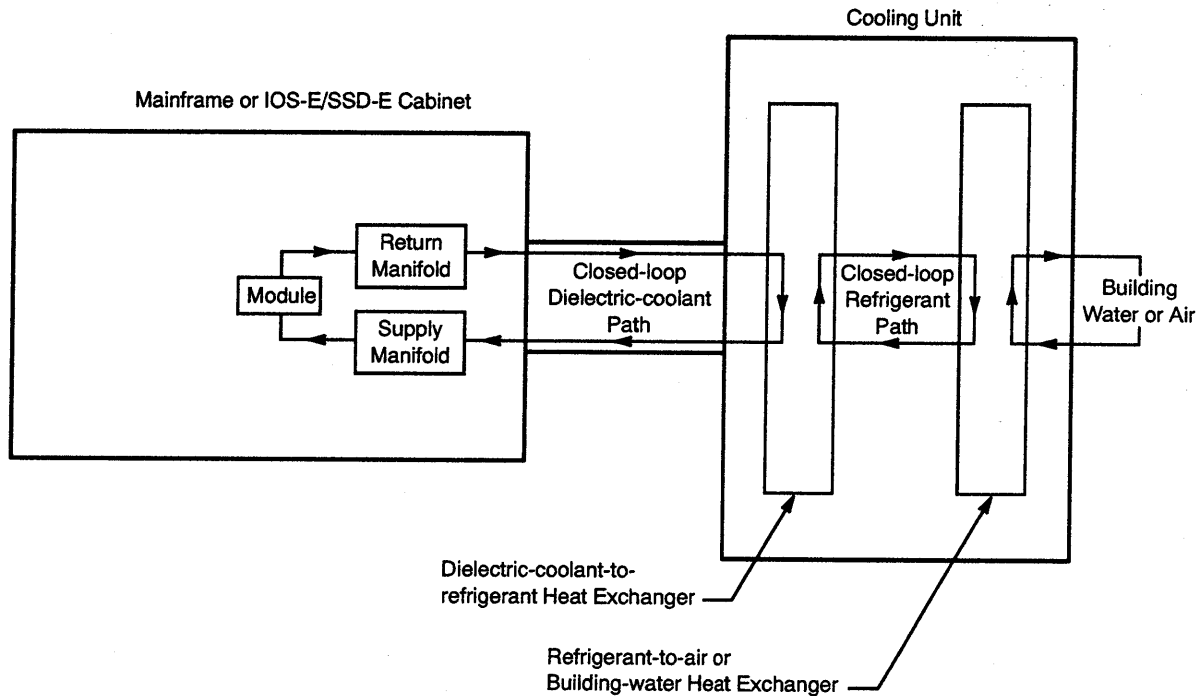 Cooling Unit
Mainframe or IOS-E/SSD-E Cabinet
Return
Manifold
Module
Supply
Manifold
Closed-loop
Dielectric-coolant
Path
Closed-loop
Refrigerant
Path
Building
Water or Air
Dielectric-coolant-to-
refrigerant Heat Exchanger
Refrigerant-to-air or
Building-water Heat Exchanger